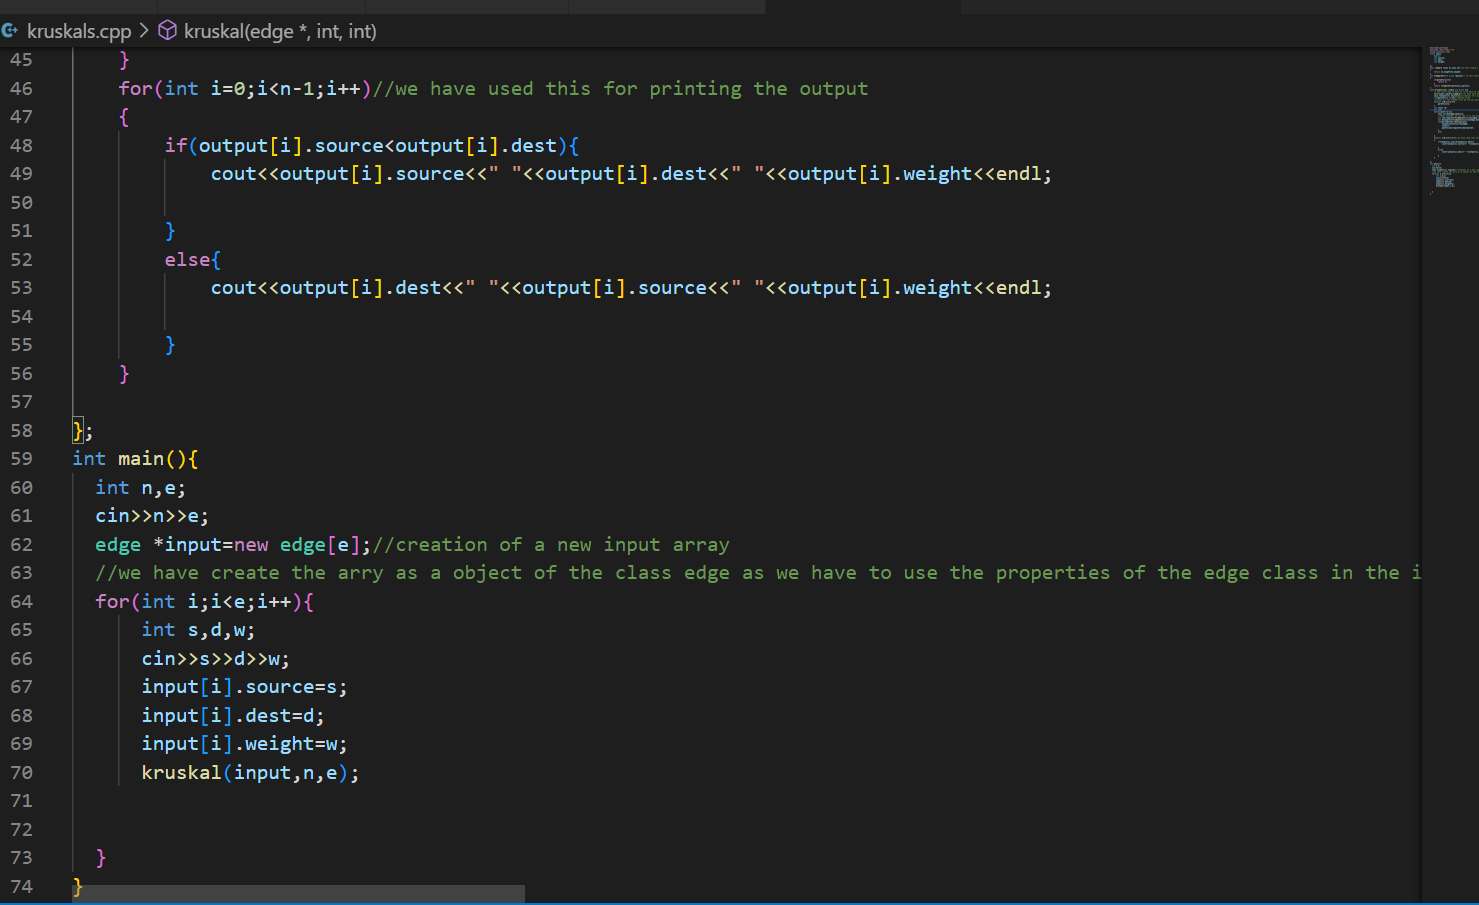 kruskals.cpp > kruskal(edge *, int, int)
45 }
46 for(int i=0;i<n-1;i++)//we have used this for printing the output
47 {
48 if(output[i].source<output[i].dest){
49 cout<<output[i].source<<" "<<output[i].dest<<" "<<output[i].weight<<endl;
50
51 }
52 else{
53 cout<<output[i].dest<<" "<<output[i].source<<" "<<output[i].weight<<endl;
54
55 }
56 }
57
58 };
59 int main(){
60 int n,e;
61 cin>>n>>e;
62 edge *input=new edge[e];//creation of a new input array
63 //we have create the arry as a object of the class edge as we have to use the properties of the edge class in the i
64 for(int i;i<e;i++){
65 int s,d,w;
66 cin>>s>>d>>w;
67 input[i].source=s;
68 input[i].dest=d;
69 input[i].weight=w;
70 kruskal(input,n,e);
71
72
73 }
74 }